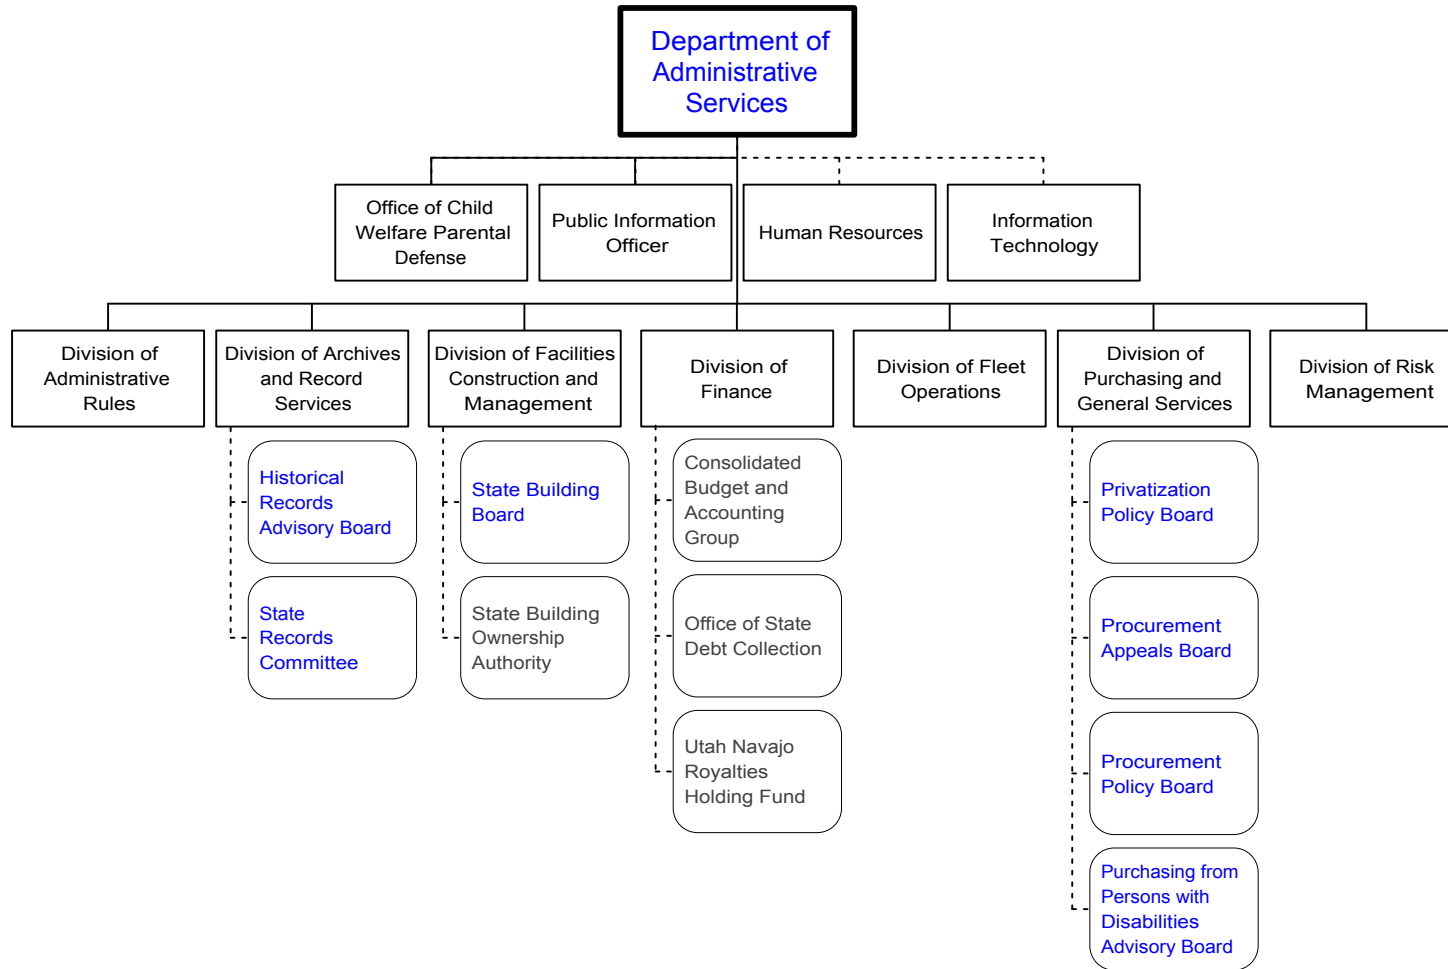 Department of
Administrative
Services
Office of Child
Welfare Parental
Defense
Public Information
Officer
Human Resources
Information
Technology
Division of
Administrative
Rules
Division of Archives
and Record
Services
Division of Facilities
Construction and
Management
Division of
Finance
Division of Fleet
Operations
Division of
Purchasing and
General Services
Division of Risk
Management
Historical
Records
Advisory Board
State
Records
Committee
State Building
Board
State Building
Ownership
Authority
Consolidated
Budget and
Accounting
Group
Office of State
Debt Collection
Utah Navajo
Royalties
Holding Fund
Privatization
Policy Board
Procurement
Appeals Board
Procurement
Policy Board
Purchasing from
Persons with
Disabilities
Advisory Board